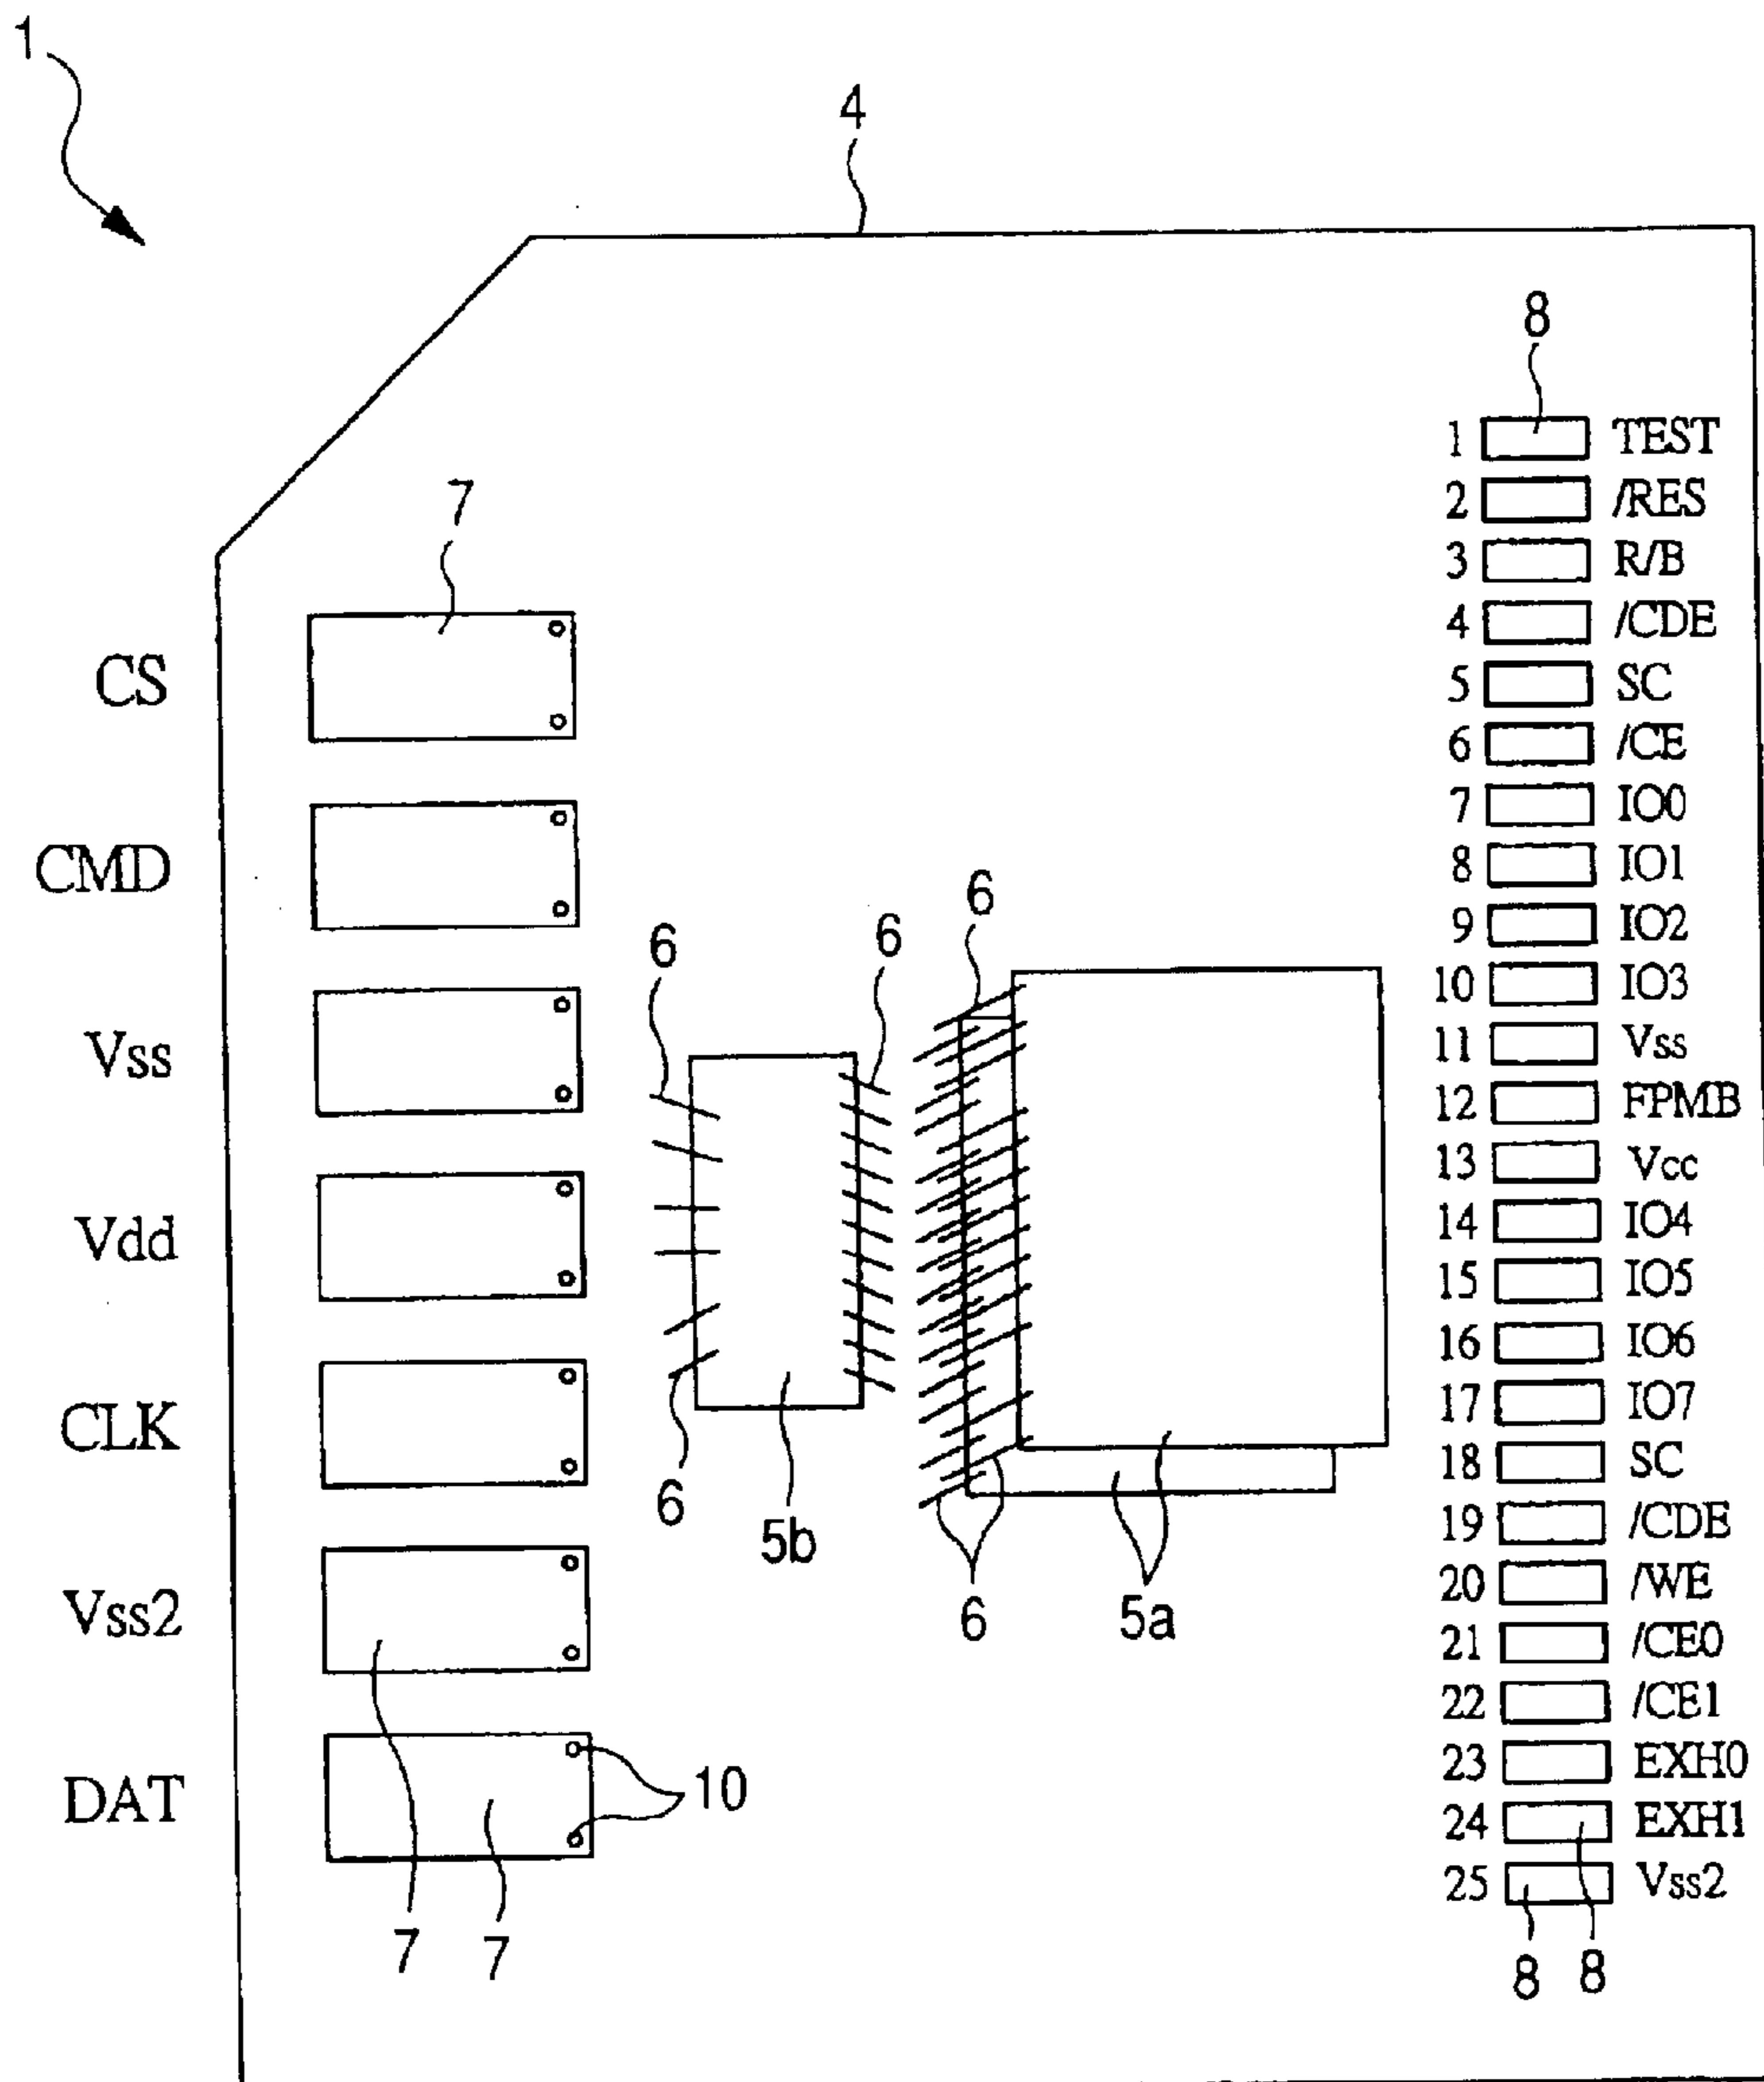 1
4
8
1 TEST
2 /RES
3 R/B
4 /CDE
5 SC
6 /CE
7 IO0
8 IO1
9 IO2
10 IO3
11 Vss
12 FPMB
13 Vcc
14 IO4
15 IO5
16 IO6
17 IO7
18 SC
19 /CDE
20 /WE
21 /CE0
22 /CE1
23 EXH0
24 EXH1
25 Vss2
8 8
7
CS
CMD
Vss
Vdd
CLK
Vss2
DAT
10
7 7
6
6
6
6
5b
6
5a